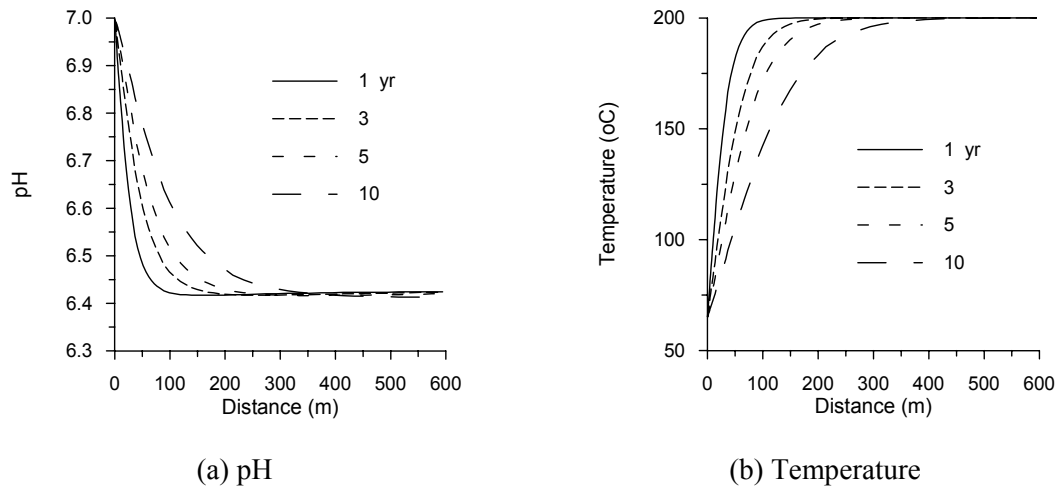 7.0
6.9
6.8
6.7
6.6
6.5
6.4
6.3
pH
1 yr
3
5
10
0 100 200 300 400 500 600
Distance (m)
(a) pH
200
150
100
50
Temperature (oC)
1 yr
3
5
10
0 100 200 300 400 500 600
Distance (m)
(b) Temperature